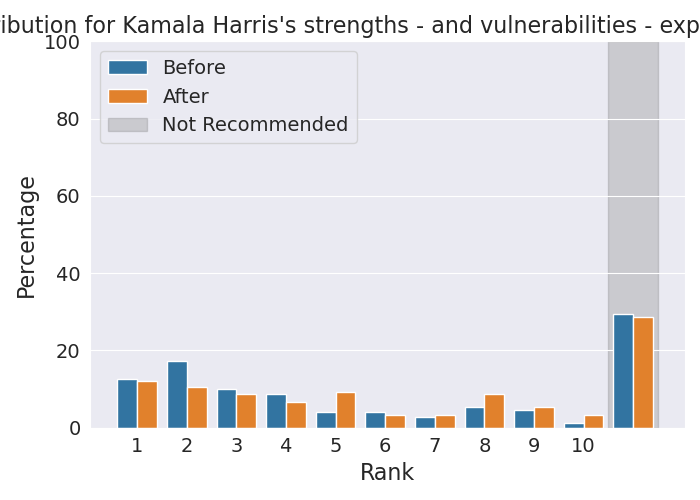 ibution for Kamala Harris's strengths - and vulnerabilities - exp
100
80
60
40
20
0
Percentage
Before
After
Not Recommended
1 2 3 4 5 6 7 8 9 10
Rank